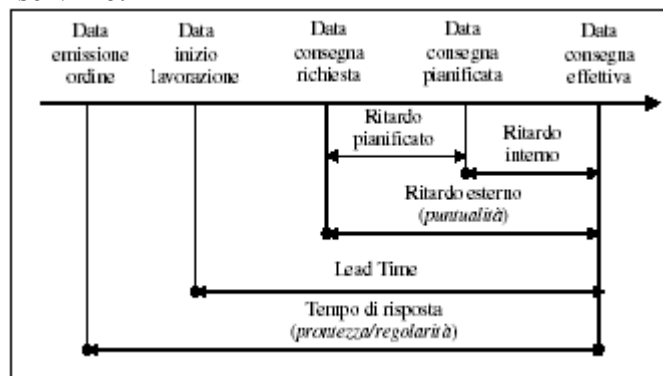 Data
emissione
ordine
Data
inizio
lavorazione
Data
consegna
richiesta
Data
consegna
pianificata
Data
consegna
effettiva
Ritardo
pianificato
Ritardo
interno
Ritardo esterno
(puntualità)
Lead Time
Tempo di risposta
(prontezza/regolarità)